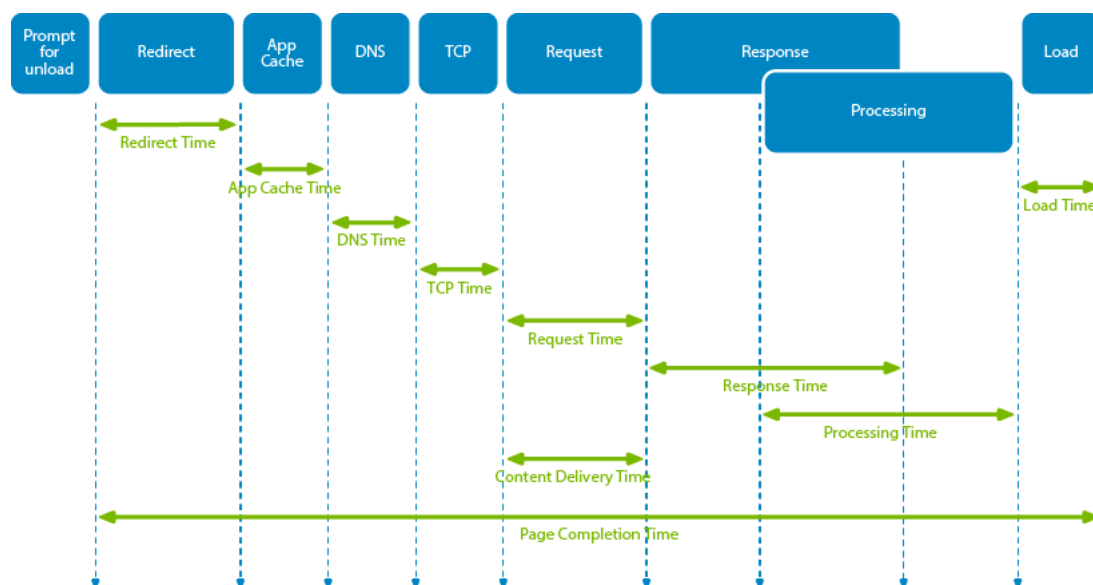 Prompt
for
unload
Redirect
App
Cache
DNS
TCP
Request
Response
Load
Processing
Redirect Time
App Cache Time
Load Time
DNS Time
TCP Time
Request Time
Response Time
Processing Time
Content Delivery Time
Page Completion Time